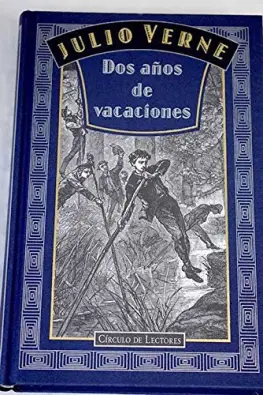 JULIO VERNE
Dos años
de
vacaciones
CÍRCULO DE LECTORES